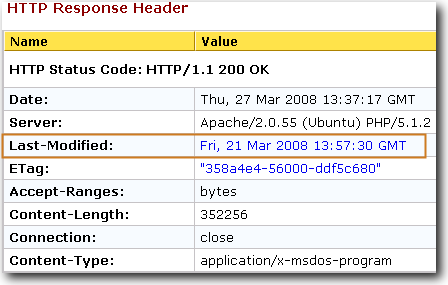 HTTP Response Header
Name Value
HTTP Status Code: HTTP/1.1 200 OK
Date: Thu, 27 Mar 2008 13:37:17 GMT
Server: Apache/2.0.55 (Ubuntu) PHP/5.1.2
Last-Modified: Fri, 21 Mar 2008 13:57:30 GMT
ETag: "358a4e4-56000-ddf5c680"
Accept-Ranges: bytes
Content-Length: 352256
Connection: close
Content-Type: application/x-msdos-program